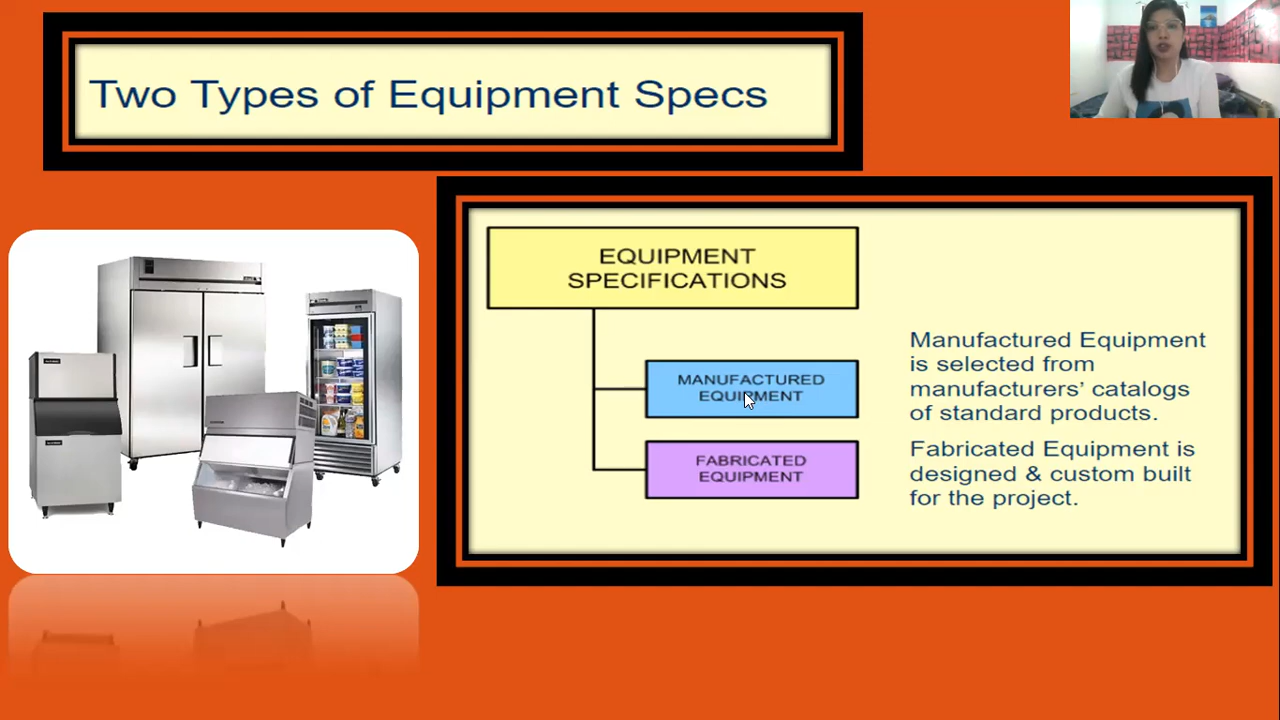 Two Types of Equipment Specs
EQUIPMENT
SPECIFICATIONS
MANUFACTURED
EQUIPMENT
FABRICATED
EQUIPMENT
Manufactured Equipment
is selected from
manufacturers' catalogs
of standard products.
Fabricated Equipment is
designed & custom built
for the project.